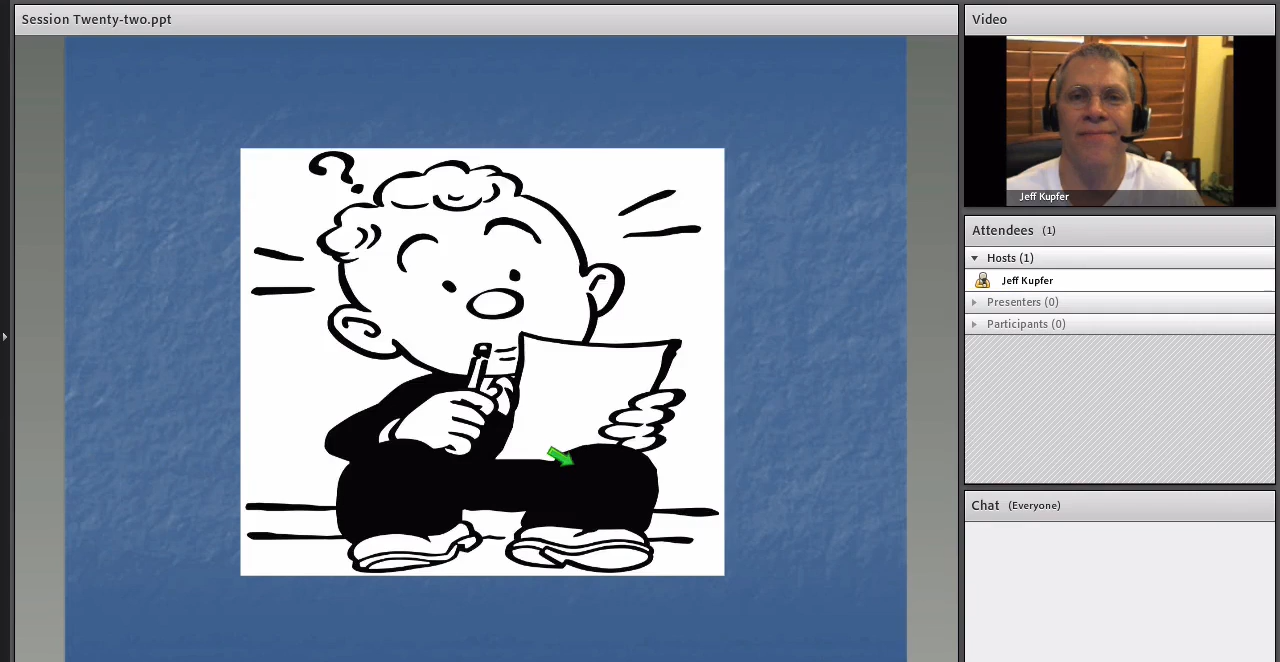 Session Twenty-two.ppt
?
Video
Jeff Kupfer
Attendees (1)
Hosts (1)
Jeff Kupfer
Presenters (0)
Participants (0)
Chat (Everyone)